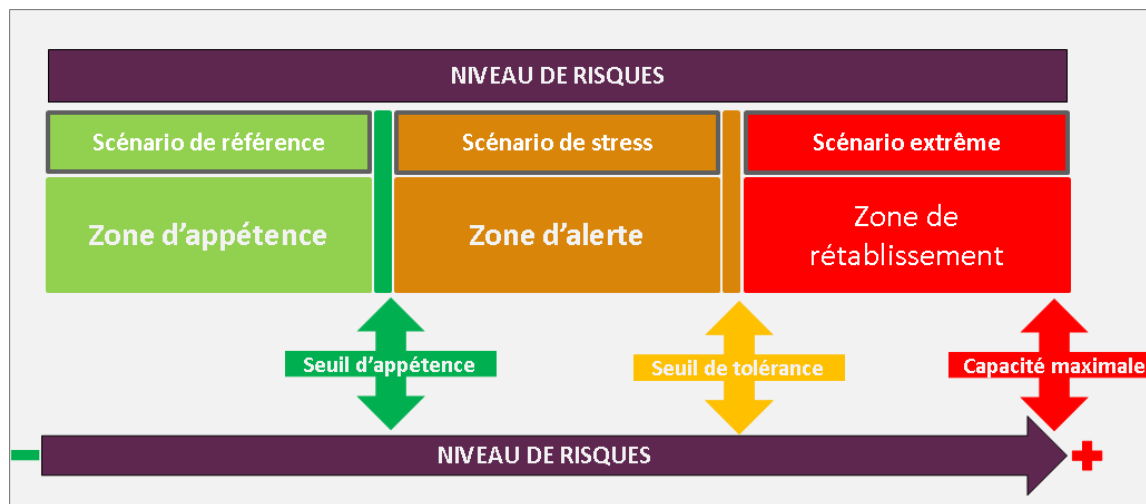 NIVEAU DE RISQUES
Scénario de référence
Scénario de stress
Scénario extrême
Zone d'appétence
Zone d'alerte
Zone de
rétablissement
Seuil d'appétence
Seuil de tolérance
Capacité maximale
NIVEAU DE RISQUES